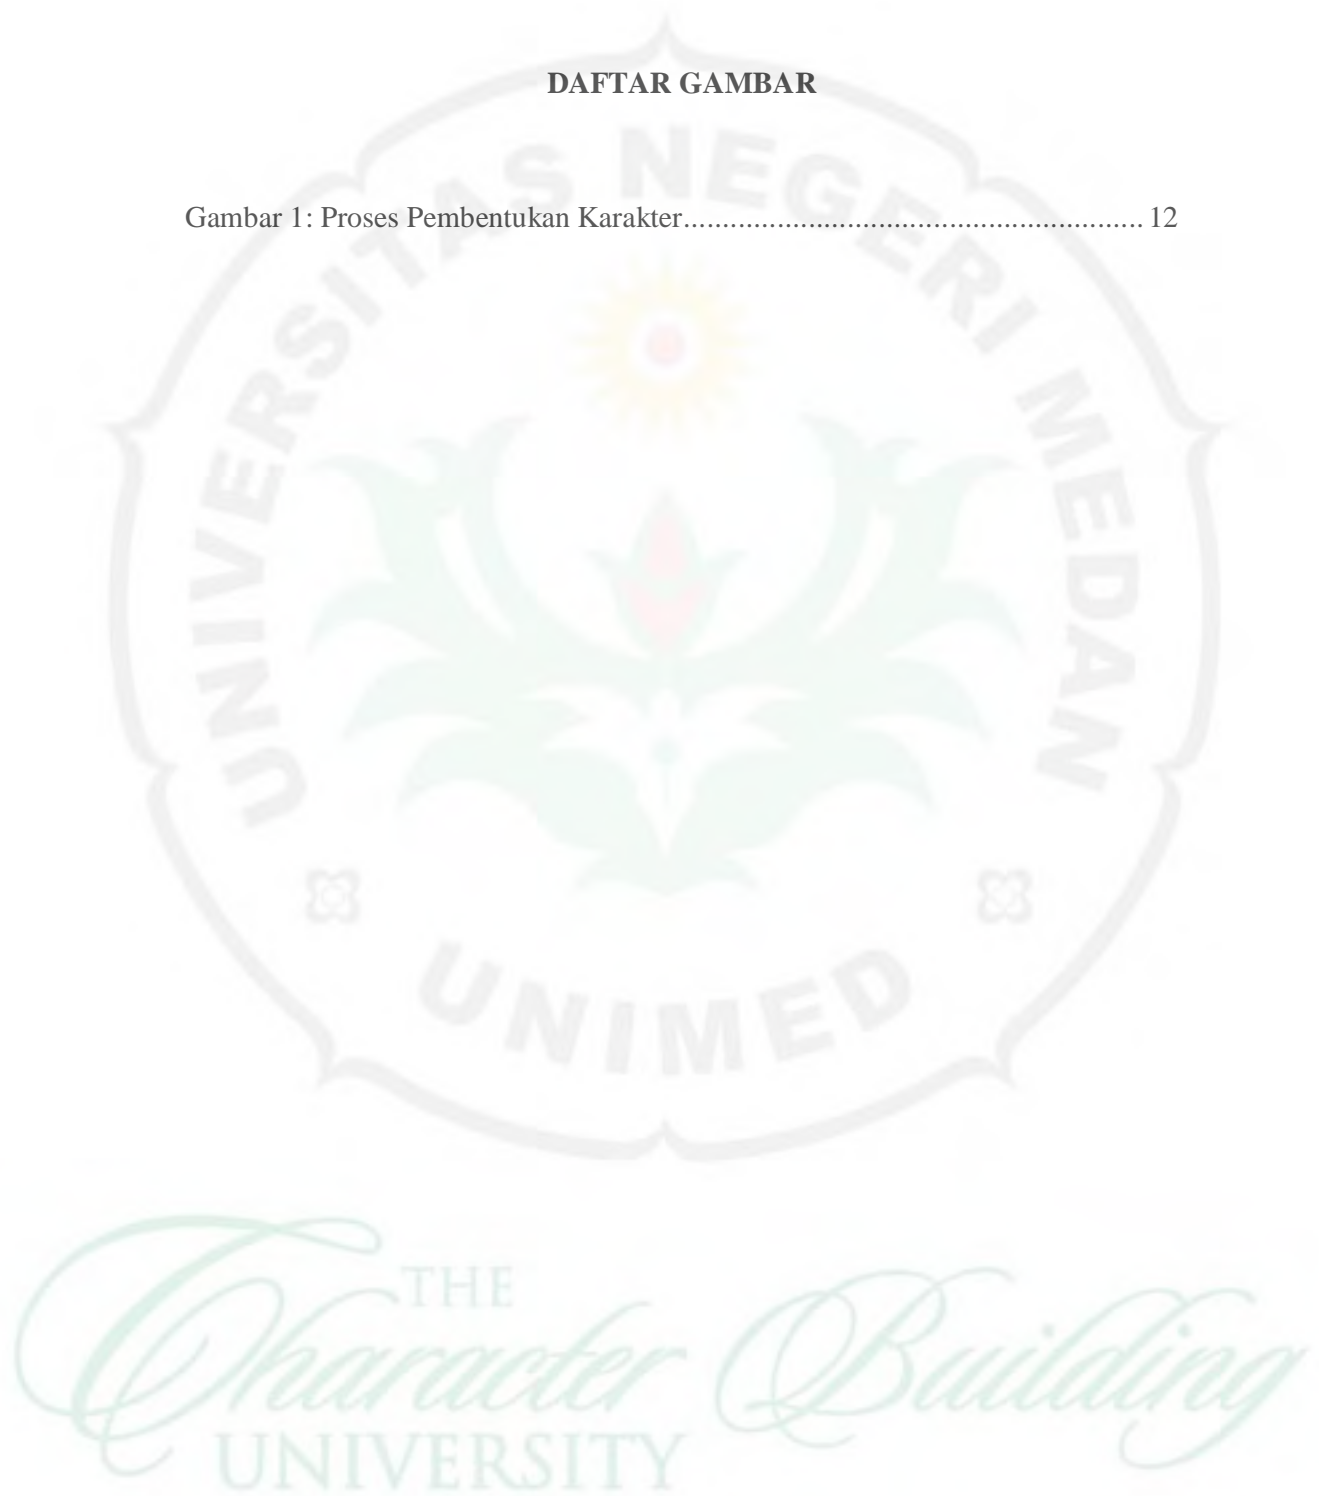 DAFTAR GAMBAR
Gambar 1: Proses Pembentukan Karakter............................................................ 12
UNIVERSITAS NEGERI MEDAN
UNIMED
THE
Character Building
UNIVERSITY